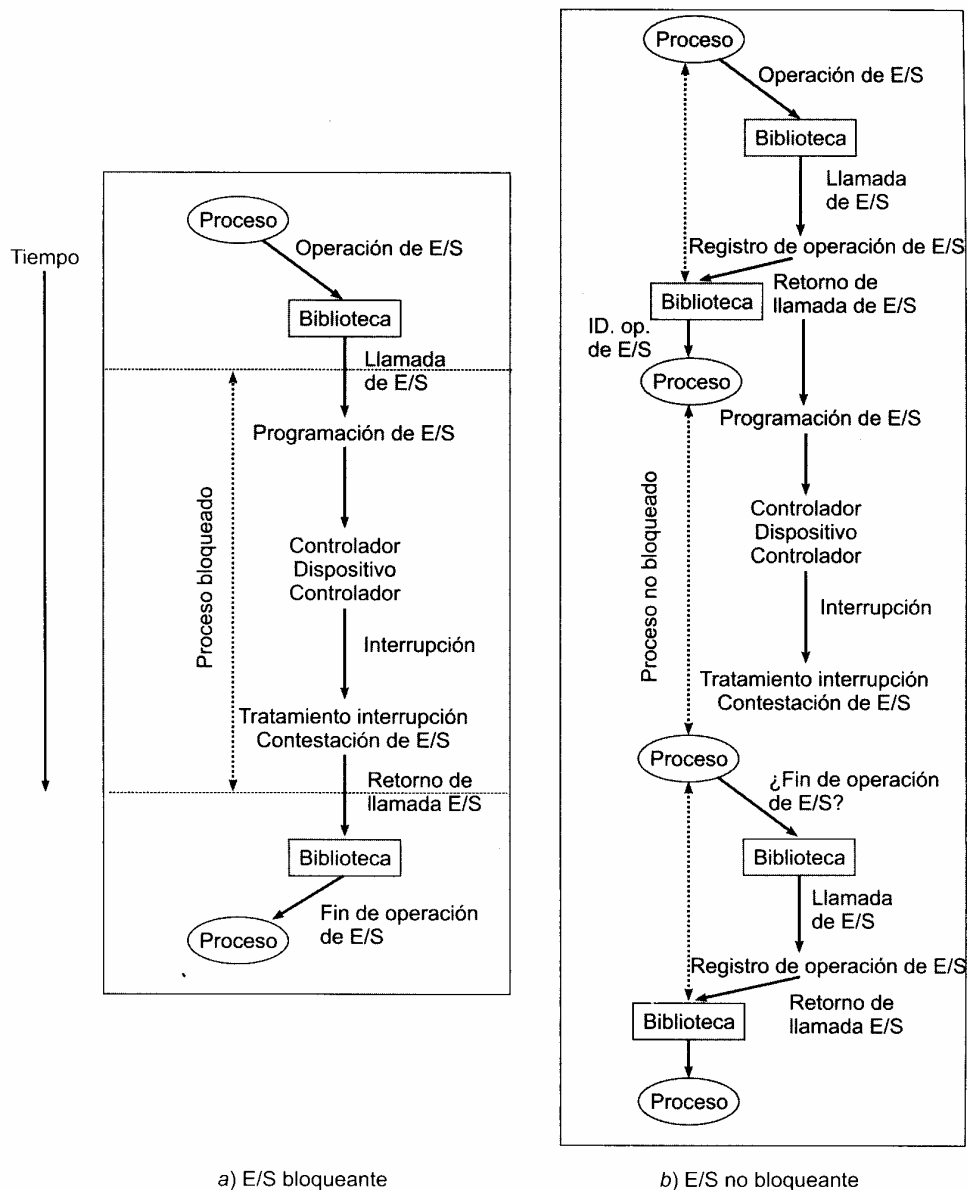 Tiempo
Proceso
Operación de E/S
Biblioteca
Llamada
de E/S
Programación de E/S
Proceso bloqueado
Controlador
Dispositivo
Controlador
Interrupción
Tratamiento interrupción
Contestación de E/S
Retorno de
llamada E/S
Biblioteca
Fin de operación
de E/S
Proceso
a) E/S bloqueante
Proceso
Operación de E/S
Biblioteca
Llamada
de E/S
Registro de operación de E/S
Biblioteca
Retorno de
llamada de E/S
ID. op.
de E/S
Proceso
Programación de E/S
Proceso no bloqueado
Controlador
Dispositivo
Controlador
Interrupción
Tratamiento interrupción
Contestación de E/S
Proceso
¿Fin de operación
de E/S?
Biblioteca
Llamada
de E/S
Registro de operación de E/S
Biblioteca
Retorno de
llamada E/S
Proceso
b) E/S no bloqueante